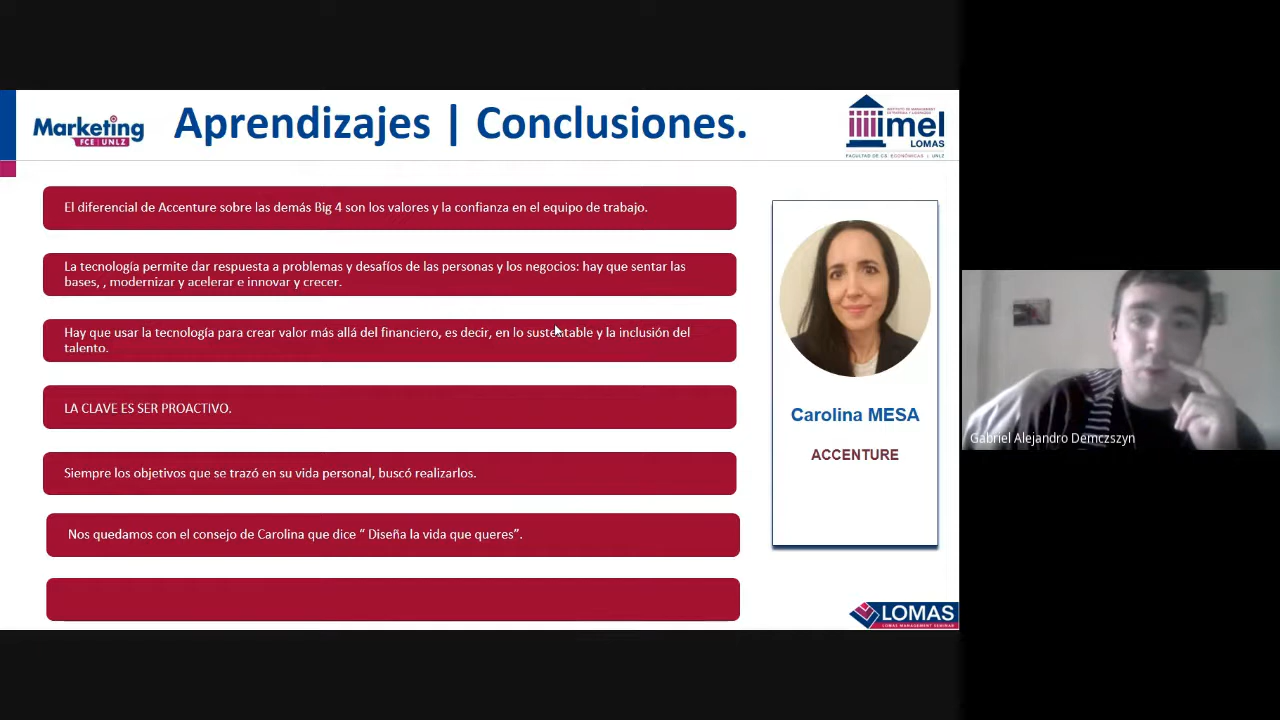 Marketing
FCE | UNLZ
Aprendizajes | Conclusiones.
imel
LOMAS
FACULTAD DE CS. ECONÓMICAS | UNLZ
El diferencial de Accenture sobre las demás Big 4 son los valores y la confianza en el equipo de trabajo.
La tecnología permite dar respuesta a problemas y desafíos de las personas y los negocios: hay que sentar las
bases, , modernizar y acelerar e innovar y crecer.
Hay que usar la tecnología para crear valor más allá del financiero, es decir, en lo sustentable y la inclusión del
talento.
LA CLAVE ES SER PROACTIVO.
Siempre los objetivos que se trazó en su vida personal, buscó realizarlos.
Nos quedamos con el consejo de Carolina que dice “ Diseña la vida que queres”.
Carolina MESA
ACCENTURE
LOMAS
LOMAS MANAGEMENT SEMINAR
Gabriel Alejandro Demczszyn